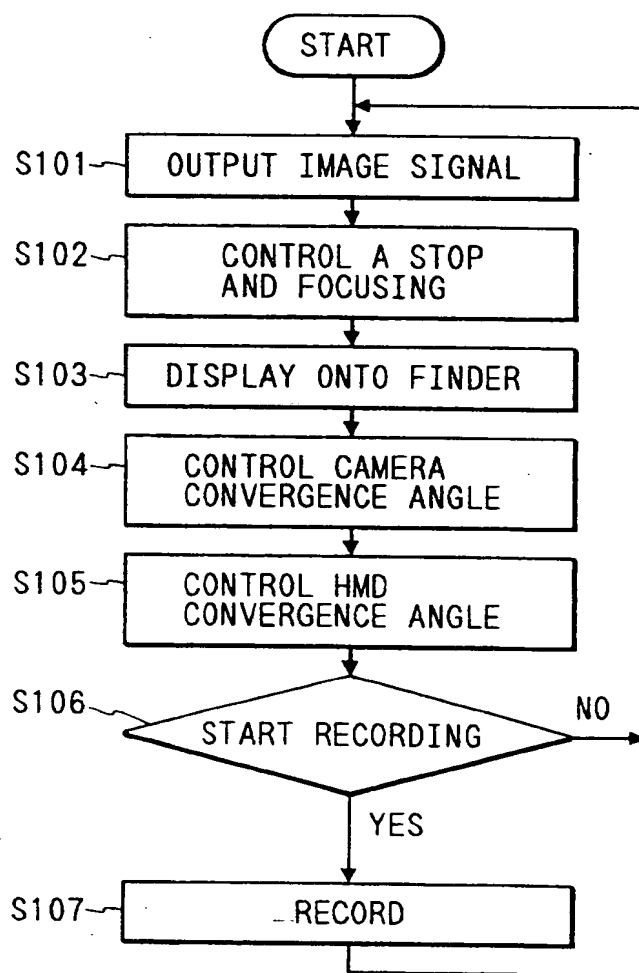 START
S101
OUTPUT IMAGE SIGNAL
S102
CONTROL A STOP
AND FOCUSING
S103
DISPLAY ONTO FINDER
S104
CONTROL CAMERA
CONVERGENCE ANGLE
S105
CONTROL HMD
CONVERGENCE ANGLE
S106
START RECORDING
NO
YES
S107
RECORD